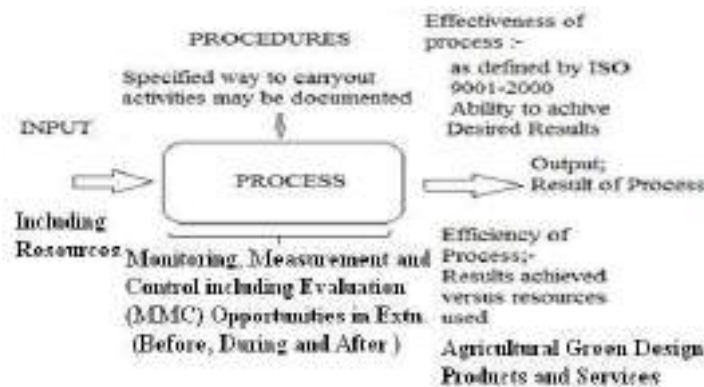 PROCEDURES
Specified way to carryout
activities may be documented
Effectiveness of
process :-
as defined by ISO
9001-2000
Ability to achive
Desired Results
INPUT
PROCESS
Output;
Result of Process
Including
Resources
Monitoring, Measurement and
Control including Evaluation
(MMC) Opportunities in Extn.
(Before, During and After )
Efficiency of
Process;-
Results achieved
versus resources
used
Agricultural Green Design
Products and Services